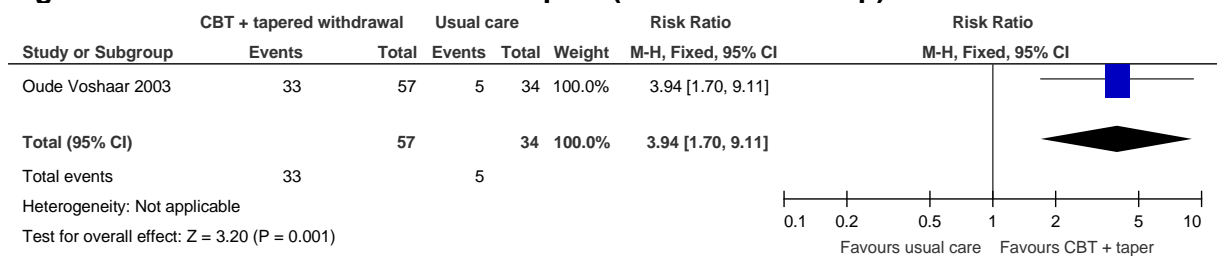 CBT + tapered withdrawal Usual care Risk Ratio Risk Ratio
Study or Subgroup Events Total Events Total Weight M-H, Fixed, 95% CI M-H, Fixed, 95% CI
Oude Voshaar 2003 33 57 5 34 100.0% 3.94 [1.70, 9.11]
Total (95% CI) 57 34 100.0% 3.94 [1.70, 9.11]
Total events 33 5
Heterogeneity: Not applicable
Test for overall effect: Z = 3.20 (P = 0.001)
0.1 0.2 0.5 1 2 5 10
Favours usual care Favours CBT + taper